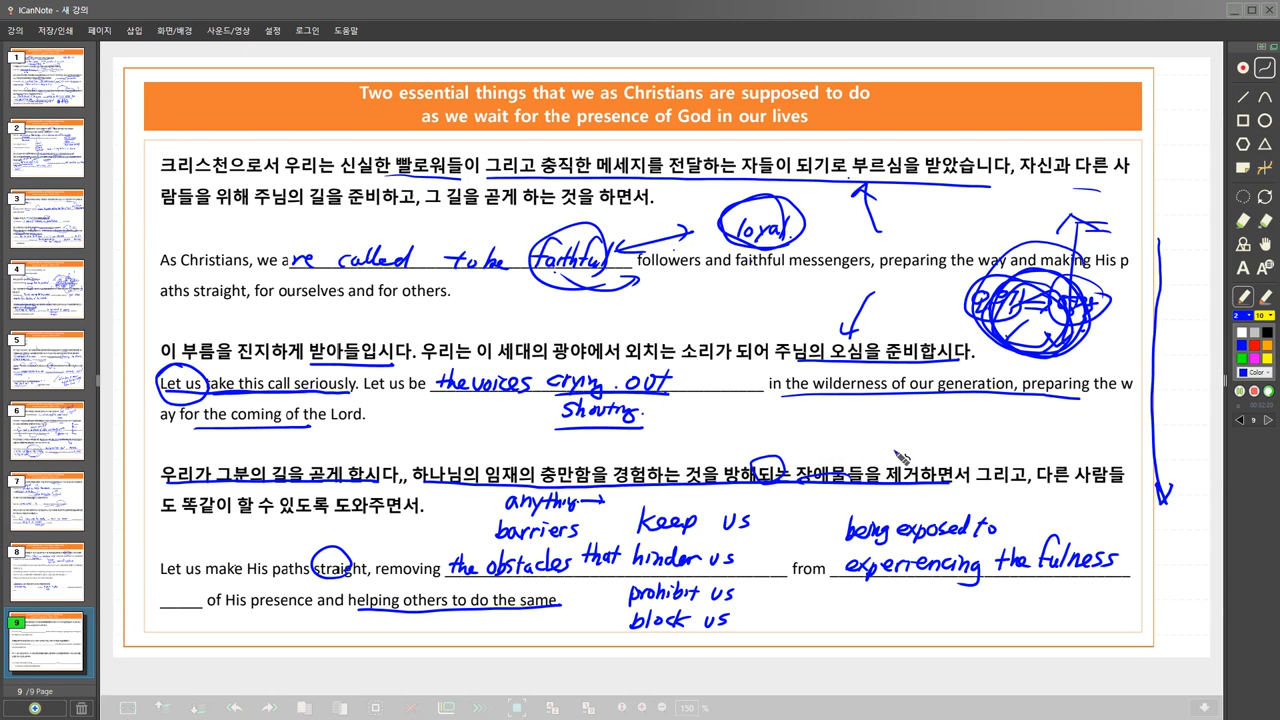 ICanNote - 새 강의
강의 저장/인쇄 페이지 삽입 화면/배경 사운드/영상 설정 로그인 도움말
Two essential things that we as Christians are supposed to do
as we wait for the presence of God in our lives
크리스천으로서 우리는 신실한 빨로워들이 그리고 충직한 메세지를 전달하는 자들이 되기로 부르심을 받았습니다, 자신과 다른 사
람들을 위해 주님의 길을 준비하고, 그 길을 곧게 하는 것을 하면서.
loyal
As Christians, we are called to be faithful followers and faithful messengers, preparing the way and making His p
aths straight, for ourselves and for others.
이 부름을 진지하게 받아들입시다. 우리는 이 세대의 광야에서 외치는 소리가 되어 주님의 오심을 준비합시다.
Let us take this call seriously. Let us be the voices crying out in the wilderness of our generation, preparing the w
shouting.
ay for the coming of the Lord.
우리가 그분의 길을 곧게 합시다,, 하나님의 임재의 충만함을 경험하는 것을 방해되는 장애물들을 제거하면서 그리고, 다른 사람들
도 똑같이 할 수 있도록 도와주면서.
anything
barriers keep us being exposed to
Let us make His paths straight, removing the obstacles that hinder us from experiencing the fulness
prohibit us
______ of His presence and helping others to do the same.
block us
1
2
3
4
5
6
7
8
9
9 /9 Page
150 %
2
10
Color
Color
9